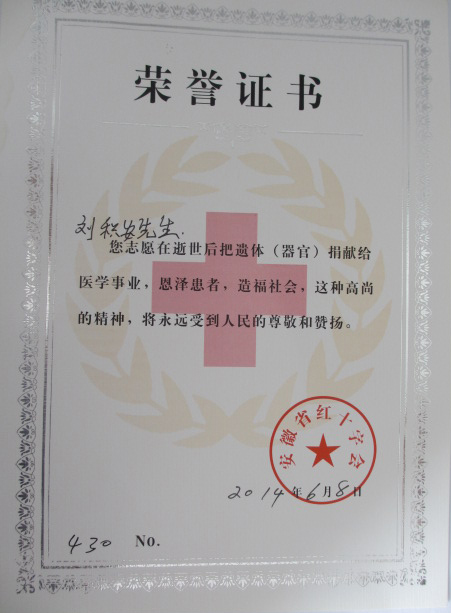 荣誉证书
刘积安先生.
您志愿在逝世后把遗体（器官）捐献给
医学事业，恩泽患者，造福社会，这种高尚
的精神，将永远受到人民的尊敬和赞扬。
安徽省红十字会
2014年6月8日
430 No.